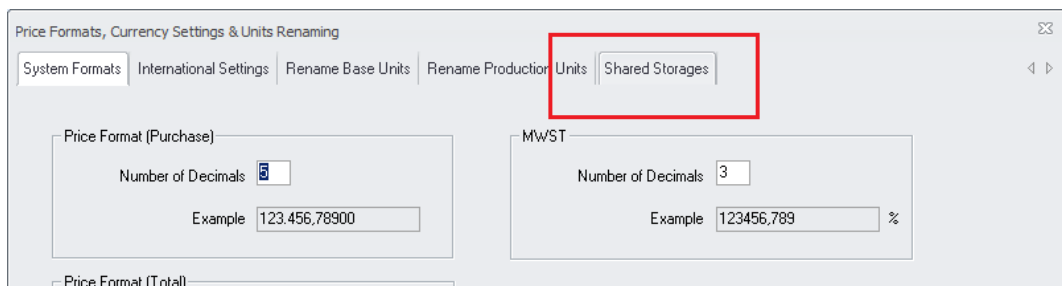 Price Formats, Currency Settings & Units Renaming
System Formats International Settings Rename Base Units Rename Production Units Shared Storages
Price Format (Purchase)
Number of Decimals 5
Example 123.456,78900
MWST
Number of Decimals 3
Example 123456,789 %
Price Format (Total)